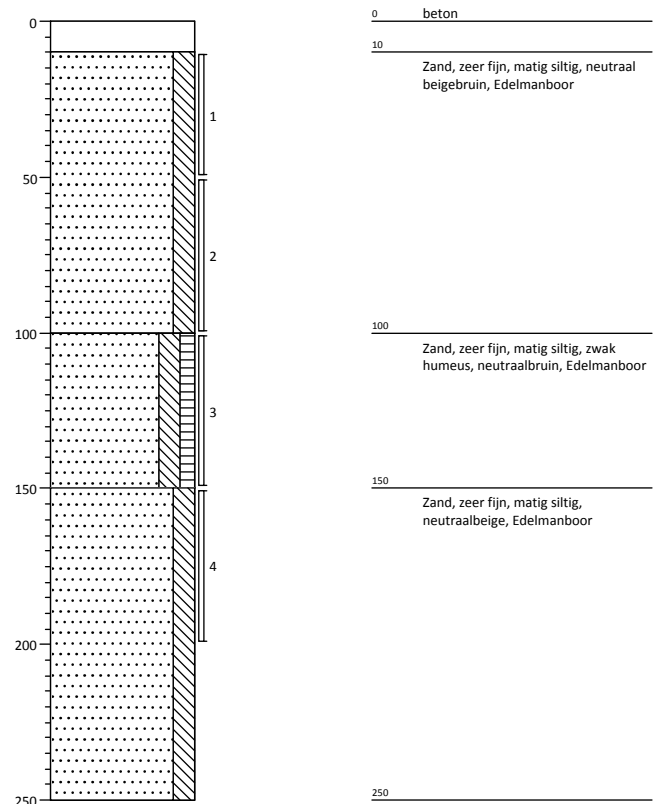 0
50
100
150
200
250
1
2
3
4
0 beton
10
Zand, zeer fijn, matig siltig, neutraal
beigebruin, Edelmanboor
100
Zand, zeer fijn, matig siltig, zwak
humeus, neutraalbruin, Edelmanboor
150
Zand, zeer fijn, matig siltig,
neutraalbeige, Edelmanboor
250